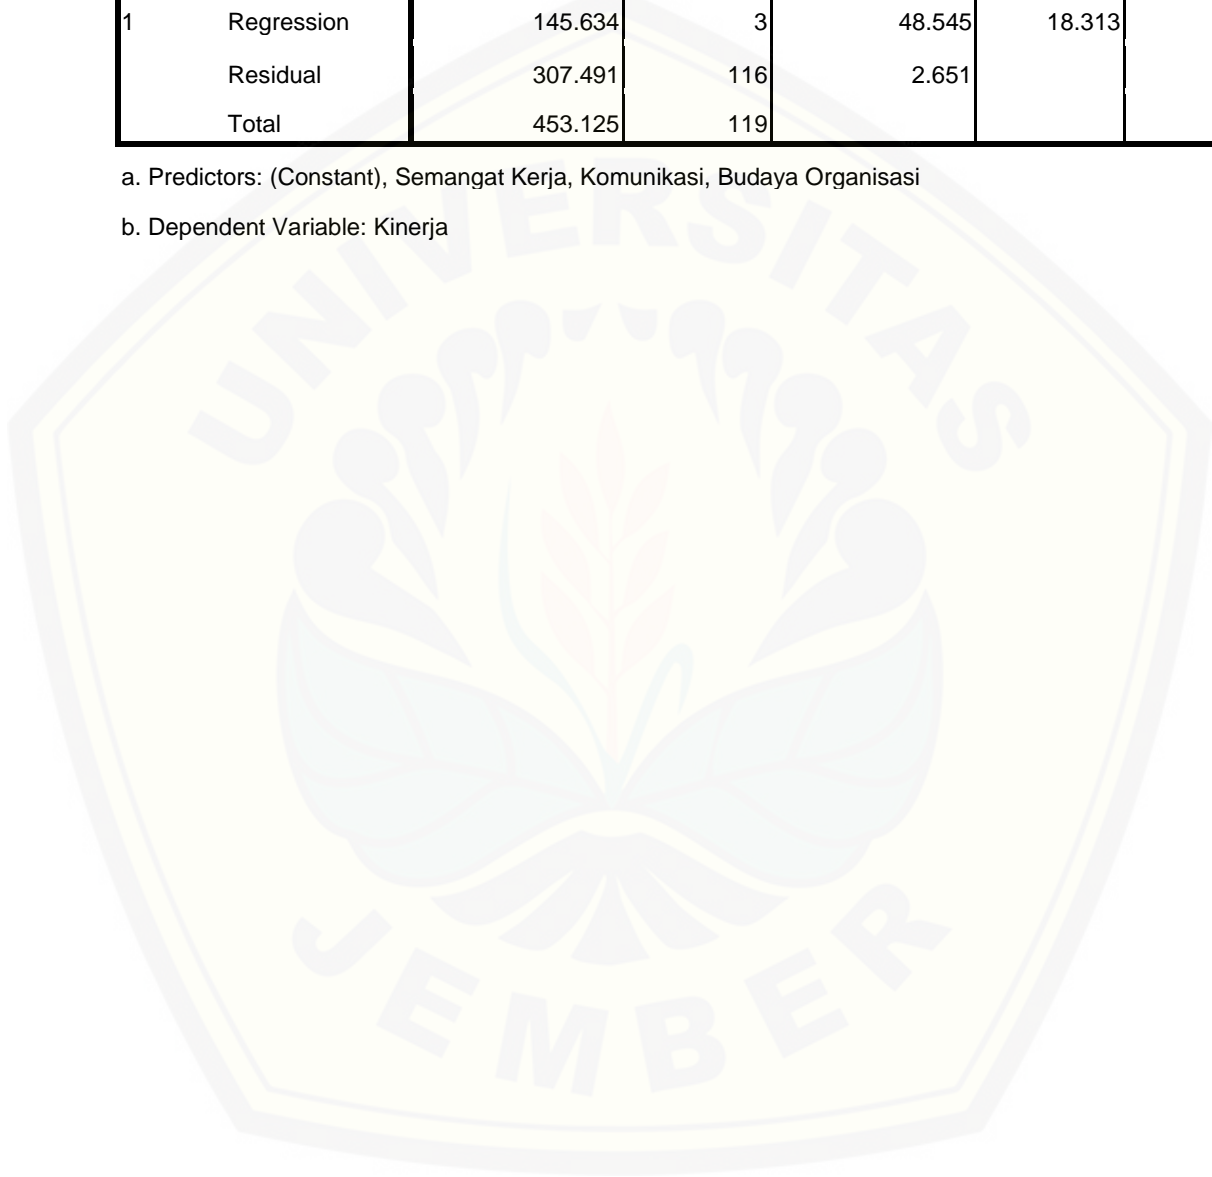 1 Regression 145.634 3 48.545 18.313
Residual 307.491 116 2.651
Total 453.125 119
a. Predictors: (Constant), Semangat Kerja, Komunikasi, Budaya Organisasi
b. Dependent Variable: Kinerja
UNIVERSITAS
JEMBER